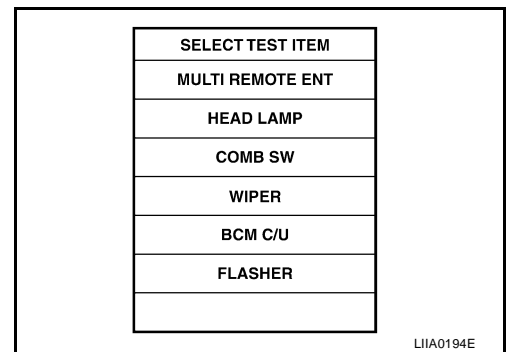 SELECT TEST ITEM
MULTI REMOTE ENT
HEAD LAMP
COMB SW
WIPER
BCM C/U
FLASHER
LIIA0194E